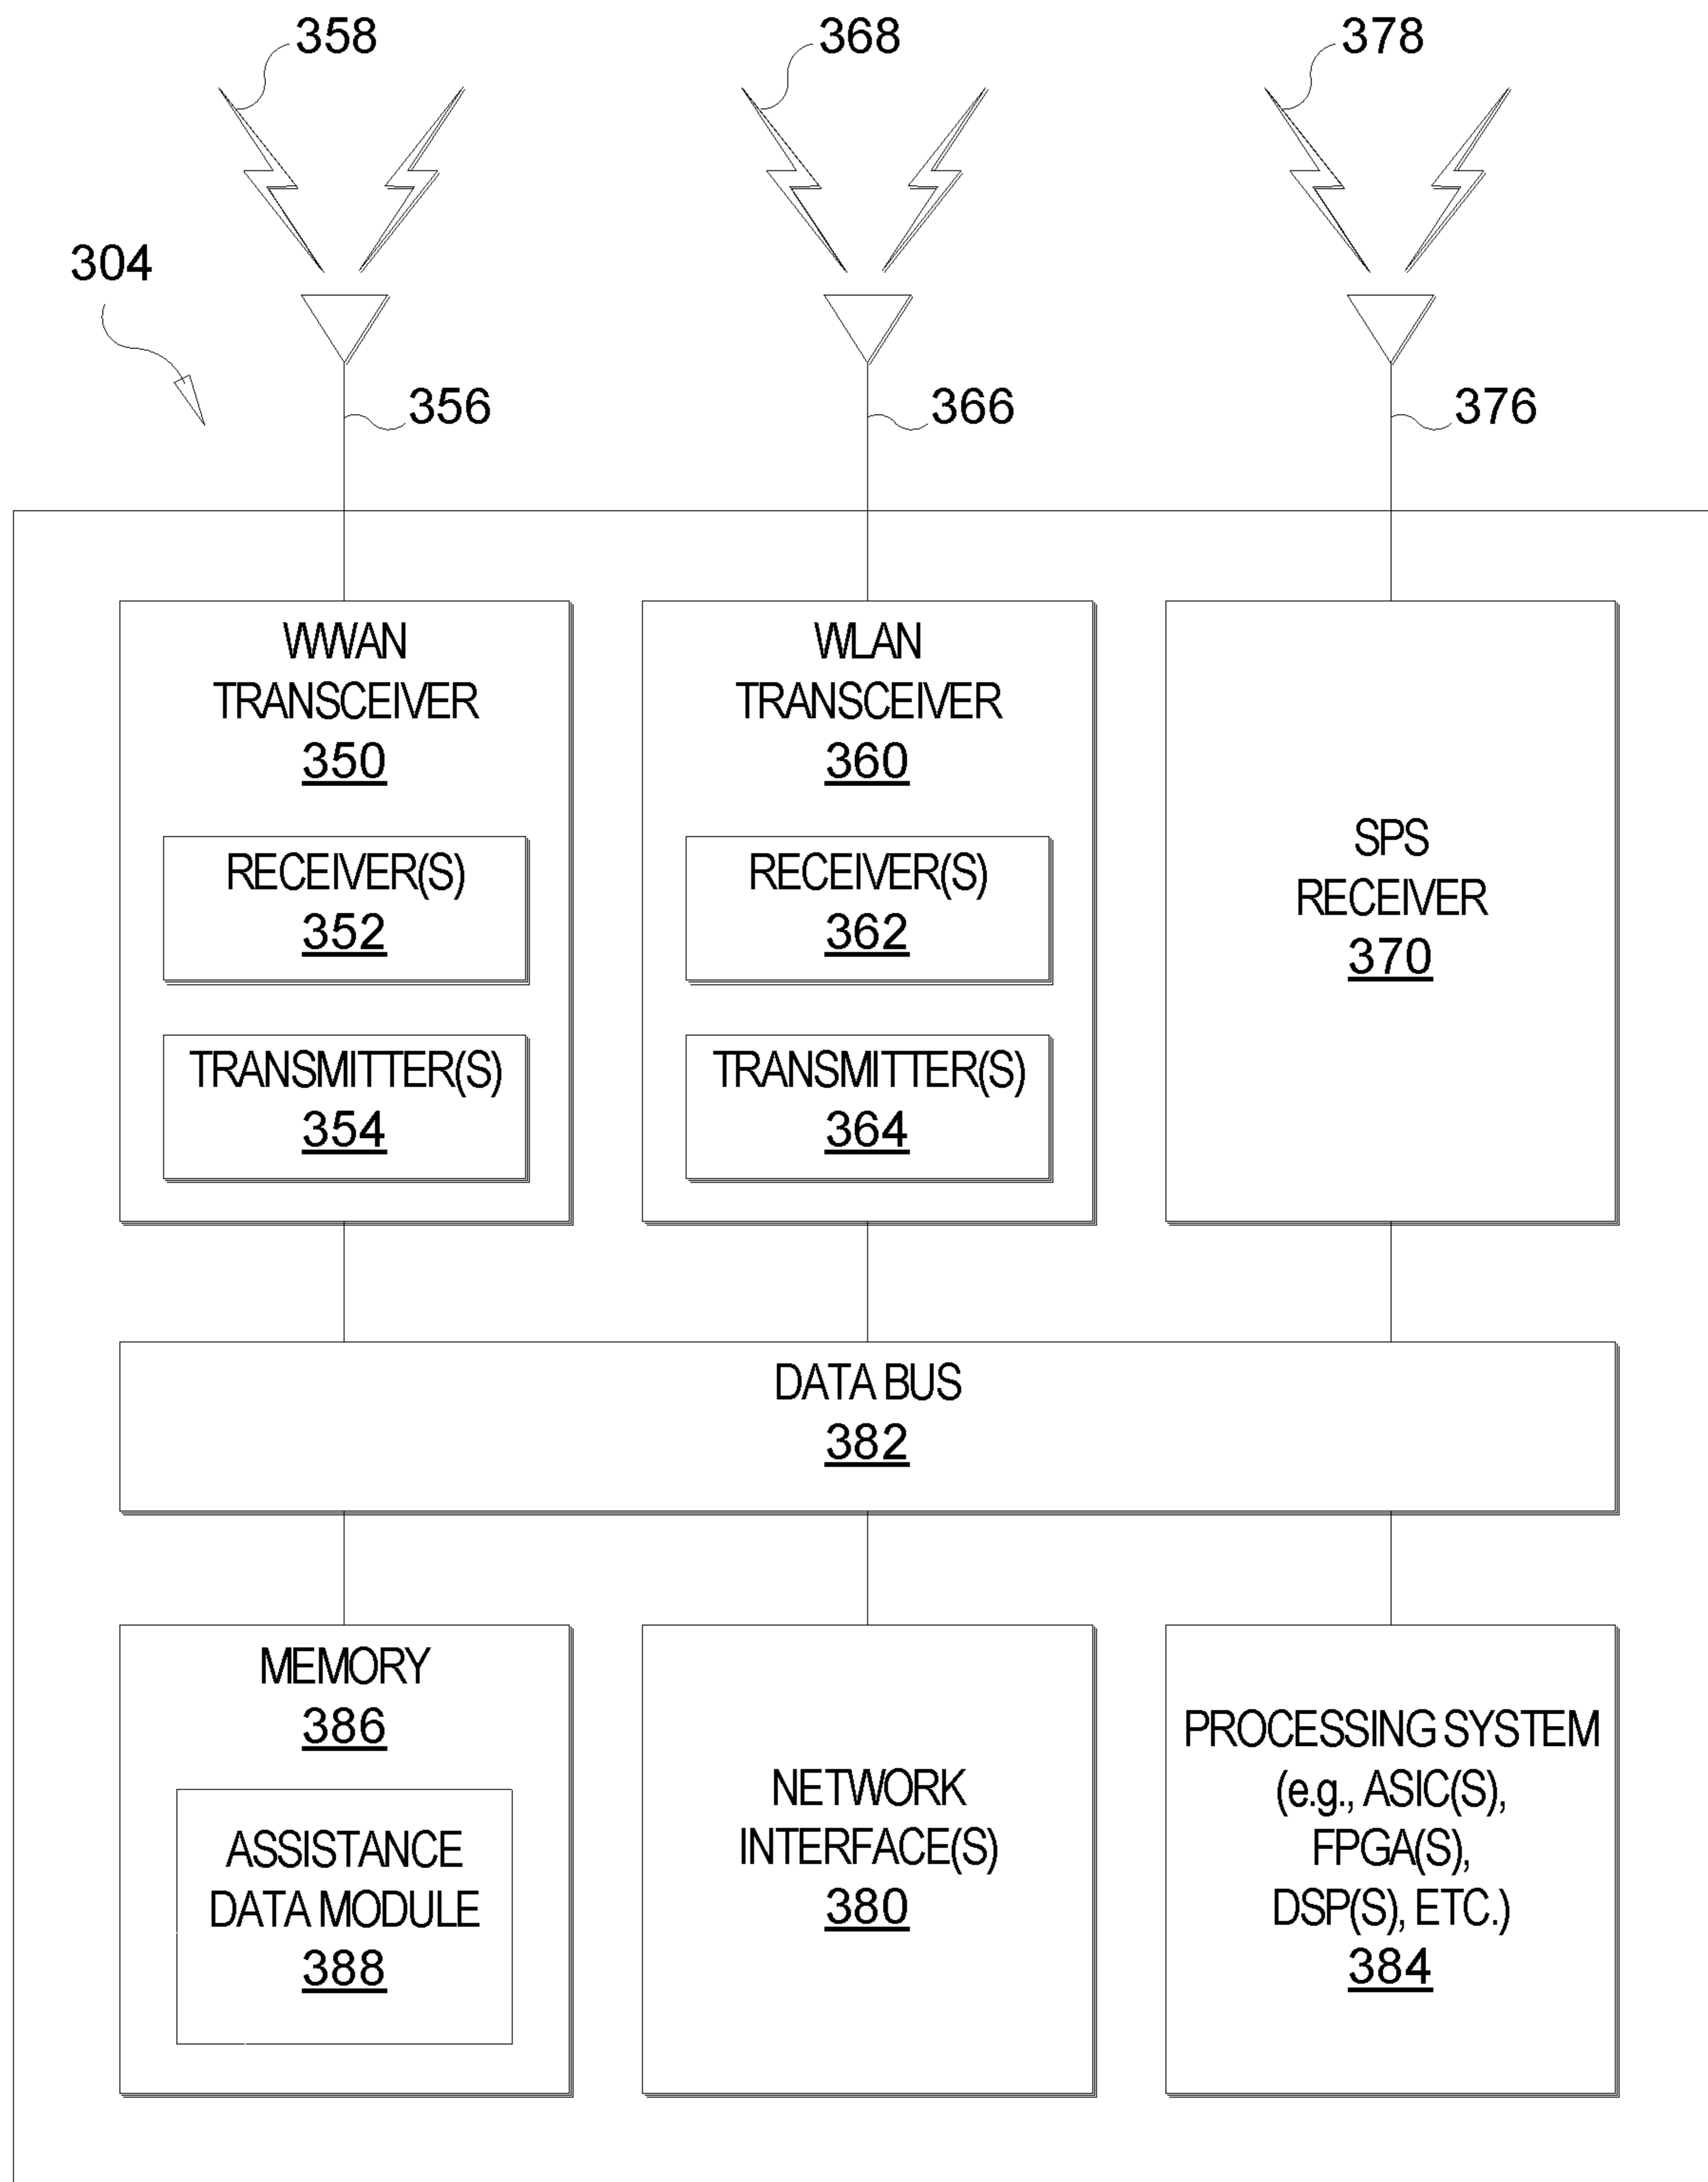 358
368
378
304
356
366
376
WWAN
TRANSCEIVER
350
RECEIVER(S)
352
TRANSMITTER(S)
354
WLAN
TRANSCEIVER
360
RECEIVER(S)
362
TRANSMITTER(S)
364
SPS
RECEIVER
370
DATA BUS
382
MEMORY
386
ASSISTANCE
DATA MODULE
388
NETWORK
INTERFACE(S)
380
PROCESSING SYSTEM
(e.g., ASIC(S),
FPGA(S),
DSP(S), ETC.)
384